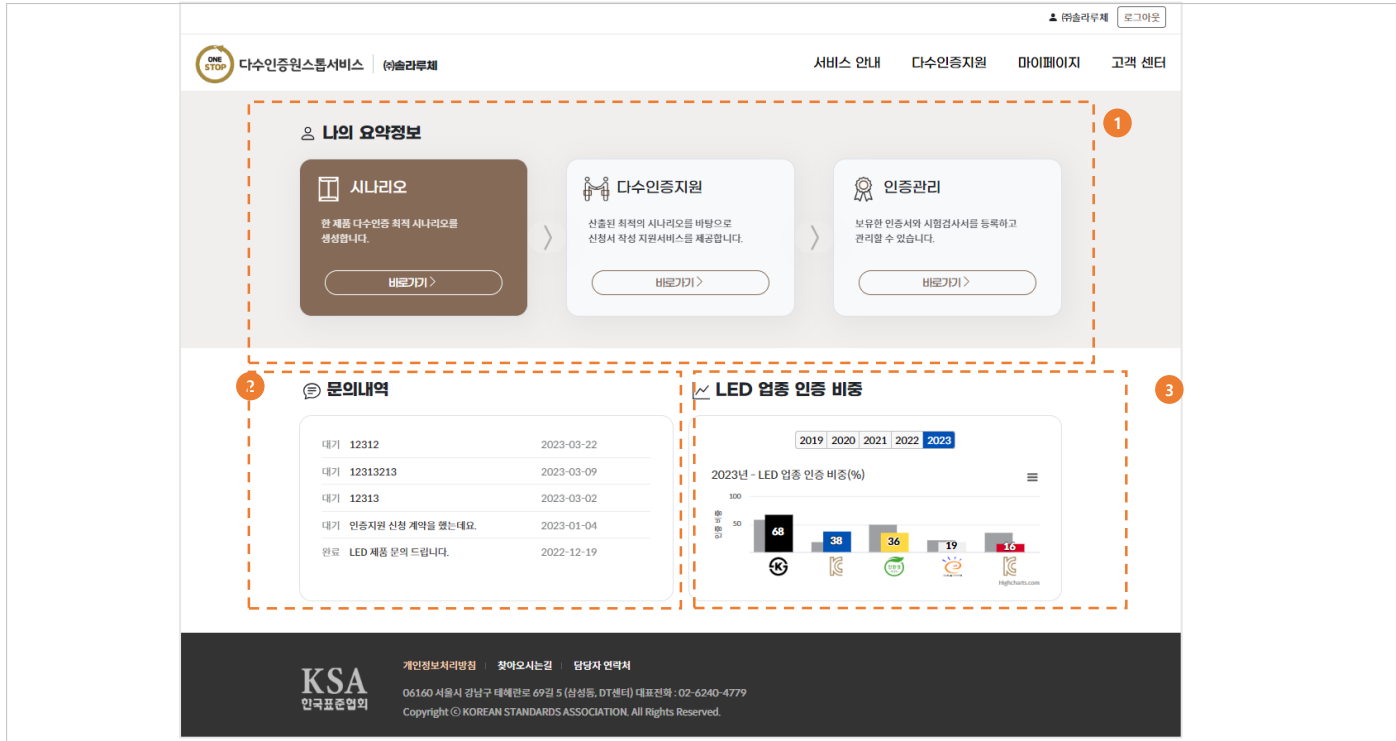 ㈜솔라루체 로그아웃
ONE STOP 다수인증원스톱서비스 ㈜솔라루체
서비스 안내 다수인증지원 마이페이지 고객 센터
1
나의 요약정보
시나리오
한 제품 다수인증 최적 시나리오를
생성합니다.
바로가기
다수인증지원
산출된 최적의 시나리오를 바탕으로
신청서 작성 지원서비스를 제공합니다.
바로가기
인증관리
보유한 인증서와 시험검사서를 등록하고
관리할 수 있습니다.
바로가기
2
문의내역
대기 12312 2023-03-22
대기 12313213 2023-03-09
대기 12313 2023-03-02
대기 인증지원 신청 계약을 했는데요. 2023-01-04
완료 LED 제품 문의 드립니다. 2022-12-19
3
LED 업종 인증 비중
2019 2020 2021 2022 2023
2023년 - LED 업종 인증 비중(%)
인증 비중
100
50
68 38 36 19 16
Highcharts.com
KSA
한국표준협회
개인정보처리방침 찾아오시는길 담당자 연락처
06160 서울시 강남구 테헤란로 69길 5 (삼성동, DT센터) 대표전화 : 02-6240-4779
Copyright ⓒ KOREAN STANDARDS ASSOCIATION. All Rights Reserved.